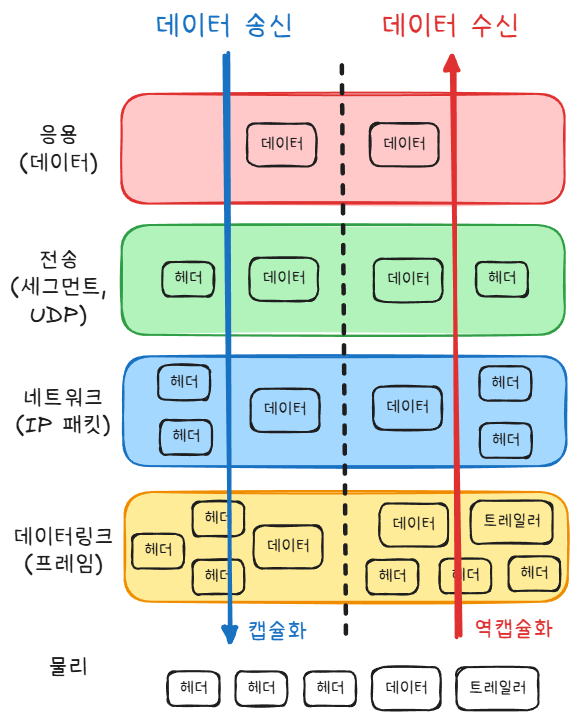 데이터 송신
데이터 수신
응용
(데이터)
데이터
데이터
전송
(세그먼트,
UDP)
헤더
데이터
데이터
헤더
네트워크
(IP 패킷)
헤더
헤더
데이터
데이터
헤더
헤더
데이터링크
(프레임)
헤더
헤더
헤더
데이터
데이터
트레일러
헤더
헤더
헤더
캡슐화
역캡슐화
물리
헤더
헤더
헤더
데이터
트레일러